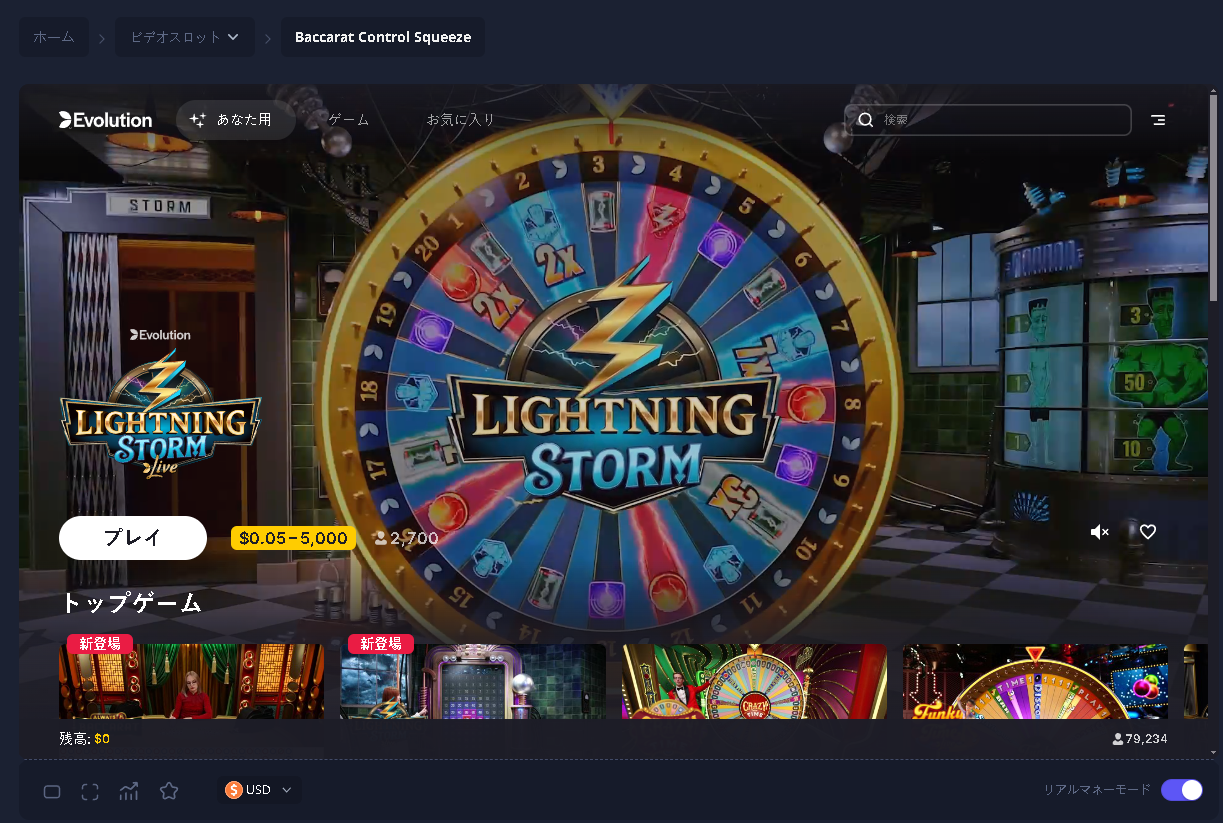 ホーム
ビデオスロット
Baccarat Control Squeeze
Evolution
あなた用
ゲーム
お気に入り
検索
STORM
1 2 3 4 5 6 7 8 9 10 11 12 13 14 15 17 18 19 20
2X
2X
7X
3X
LIGHTNING
STORM
3
1
50
1
1
10
Evolution
LIGHTNING
STORM
Live
プレイ
$0.05–5,000
2,700
トップゲーム
新登場
新登場
CRAZY
TIME
Funky
TIME
PLAY
残高: $0
79,234
USD
リアルマネーモード